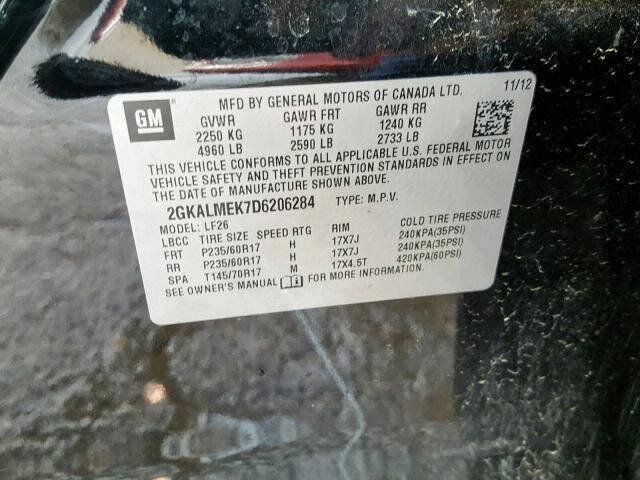 GM
MFD BY GENERAL MOTORS OF CANADA LTD. 11/12
GVWR GAWR FRT GAWR RR
2250 KG 1175 KG 1240 KG
4960 LB 2590 LB 2733 LB
THIS VEHICLE CONFORMS TO ALL APPLICABLE U.S. FEDERAL MOTOR
VEHICLE SAFETY AND THEFT PREVENTION STANDARDS IN EFFECT ON
THE DATE OF MANUFACTURE SHOWN ABOVE.
2GKALMEK7D6206284 TYPE: M.P.V.
MODEL: LF26
LBCC TIRE SIZE SPEED RTG RIM COLD TIRE PRESSURE
FRT P235/60R17 H 17X7J 240KPA(35PSI)
RR P235/60R17 H 17X7J 240KPA(35PSI)
SPA T145/70R17 M 17X4.5T 420KPA(60PSI)
SEE OWNER'S MANUAL FOR MORE INFORMATION